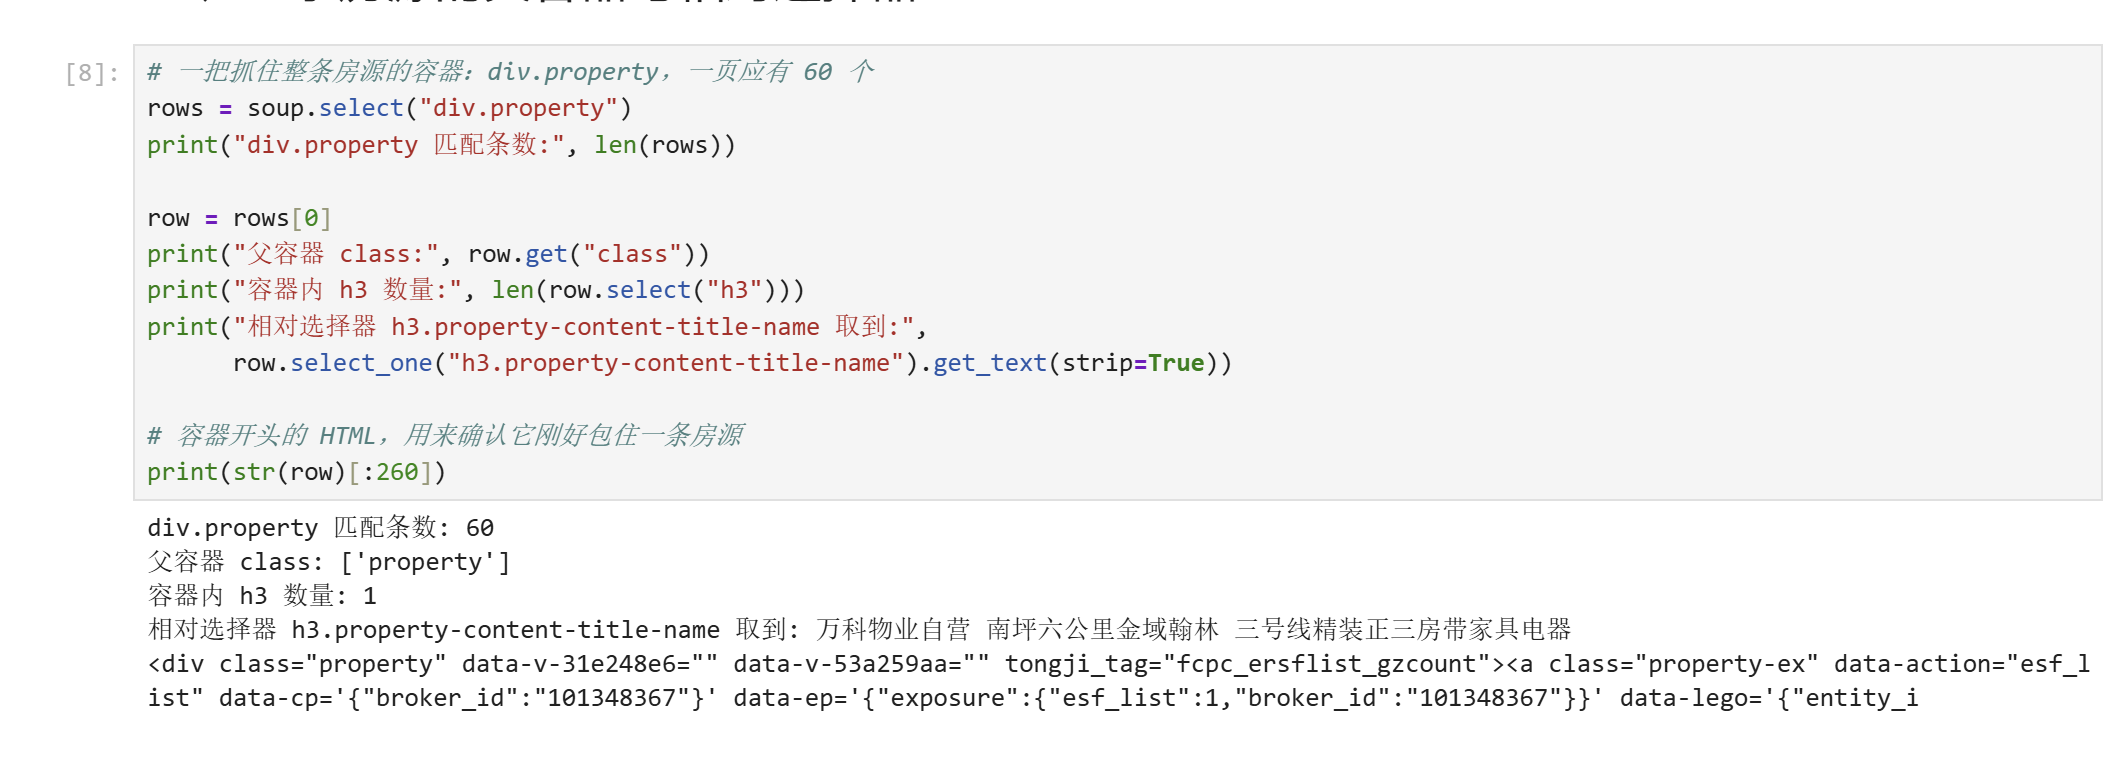 [8]:
# 一把抓住整条房源的容器：div.property，一页应有 60 个
rows = soup.select("div.property")
print("div.property 匹配条数:", len(rows))
row = rows[0]
print("父容器 class:", row.get("class"))
print("容器内 h3 数量:", len(row.select("h3")))
print("相对选择器 h3.property-content-title-name 取到:",
      row.select_one("h3.property-content-title-name").get_text(strip=True))
# 容器开头的 HTML，用来确认它刚好包住一条房源
print(str(row)[:260])
div.property 匹配条数: 60
父容器 class: ['property']
容器内 h3 数量: 1
相对选择器 h3.property-content-title-name 取到: 万科物业自营 南坪六公里金域翰林 三号线精装正三房带家具电器
<div class="property" data-v-31e248e6="" data-v-53a259aa="" tongji_tag="fcpc_ersflist_gzcount"><a class="property-ex" data-action="esf_l
ist" data-cp='{"broker_id":"101348367"}' data-ep='{"exposure":{"esf_list":1,"broker_id":"101348367"}}' data-lego='{"entity_i